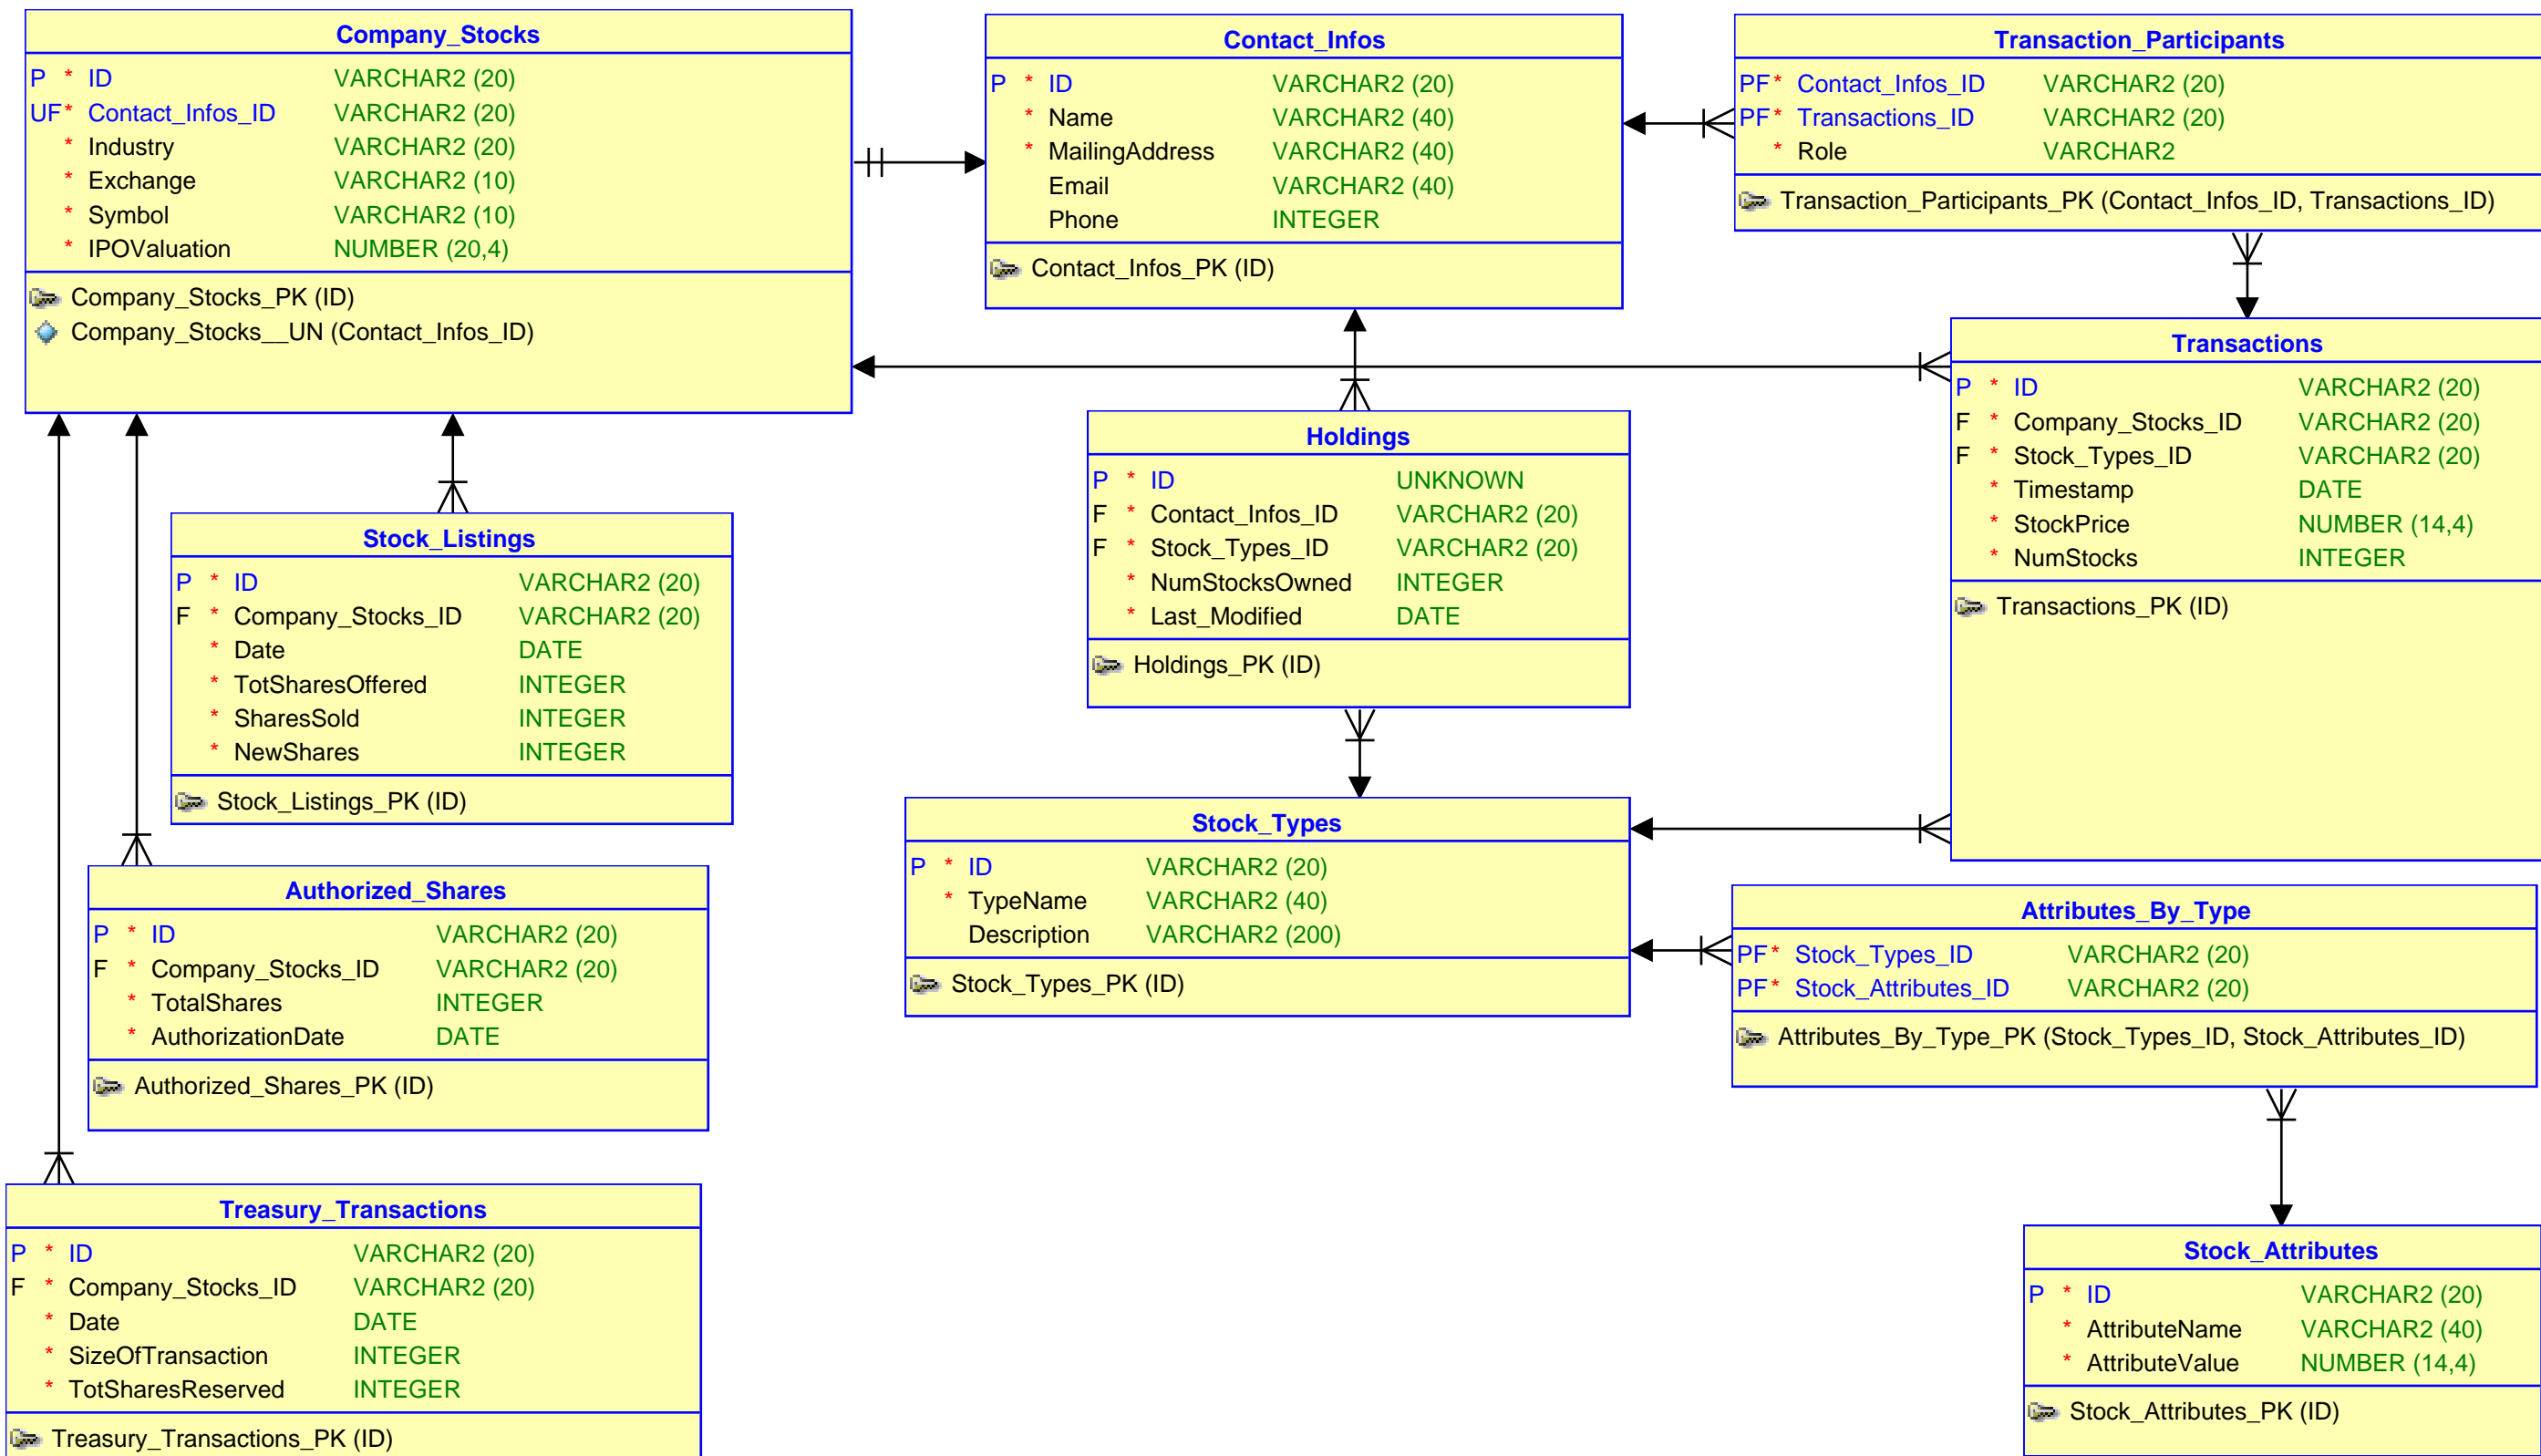 Company_Stocks
P * ID VARCHAR2 (20)
UF* Contact_Infos_ID VARCHAR2 (20)
* Industry VARCHAR2 (20)
* Exchange VARCHAR2 (10)
* Symbol VARCHAR2 (10)
* IPOValuation NUMBER (20,4)
Company_Stocks_PK (ID)
Company_Stocks__UN (Contact_Infos_ID)
Contact_Infos
P * ID VARCHAR2 (20)
* Name VARCHAR2 (40)
* MailingAddress VARCHAR2 (40)
Email VARCHAR2 (40)
Phone INTEGER
Contact_Infos_PK (ID)
Transaction_Participants
PF* Contact_Infos_ID VARCHAR2 (20)
PF* Transactions_ID VARCHAR2 (20)
* Role VARCHAR2
Transaction_Participants_PK (Contact_Infos_ID, Transactions_ID)
Transactions
P * ID VARCHAR2 (20)
F * Company_Stocks_ID VARCHAR2 (20)
F * Stock_Types_ID VARCHAR2 (20)
* Timestamp DATE
* StockPrice NUMBER (14,4)
* NumStocks INTEGER
Transactions_PK (ID)
Holdings
P * ID UNKNOWN
F * Contact_Infos_ID VARCHAR2 (20)
F * Stock_Types_ID VARCHAR2 (20)
* NumStocksOwned INTEGER
* Last_Modified DATE
Holdings_PK (ID)
Stock_Listings
P * ID VARCHAR2 (20)
F * Company_Stocks_ID VARCHAR2 (20)
* Date DATE
* TotSharesOffered INTEGER
* SharesSold INTEGER
* NewShares INTEGER
Stock_Listings_PK (ID)
Stock_Types
P * ID VARCHAR2 (20)
* TypeName VARCHAR2 (40)
Description VARCHAR2 (200)
Stock_Types_PK (ID)
Authorized_Shares
P * ID VARCHAR2 (20)
F * Company_Stocks_ID VARCHAR2 (20)
* TotalShares INTEGER
* AuthorizationDate DATE
Authorized_Shares_PK (ID)
Attributes_By_Type
PF* Stock_Types_ID VARCHAR2 (20)
PF* Stock_Attributes_ID VARCHAR2 (20)
Attributes_By_Type_PK (Stock_Types_ID, Stock_Attributes_ID)
Treasury_Transactions
P * ID VARCHAR2 (20)
F * Company_Stocks_ID VARCHAR2 (20)
* Date DATE
* SizeOfTransaction INTEGER
* TotSharesReserved INTEGER
Treasury_Transactions_PK (ID)
Stock_Attributes
P * ID VARCHAR2 (20)
* AttributeName VARCHAR2 (40)
* AttributeValue NUMBER (14,4)
Stock_Attributes_PK (ID)